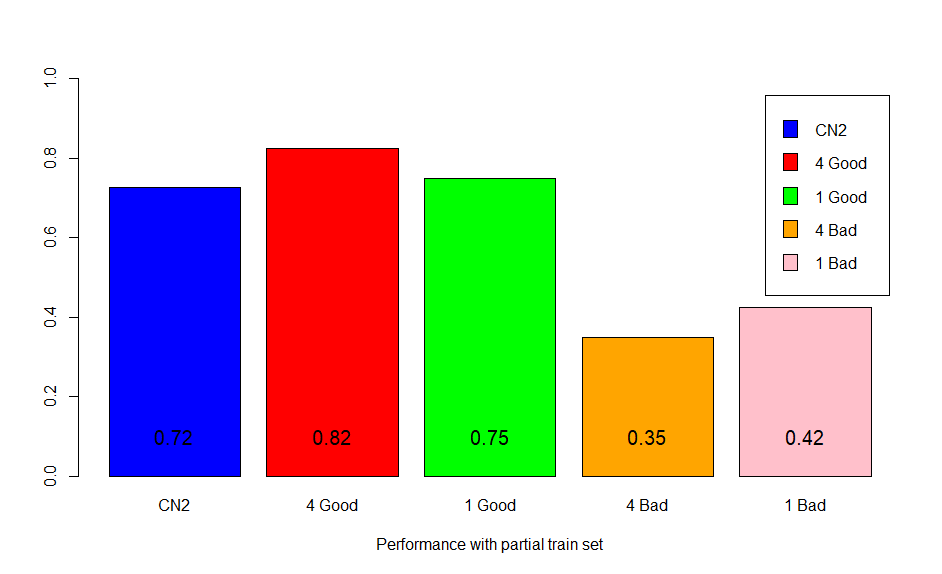 1.0
0.8
0.6
0.4
0.2
0.0
CN2
4 Good
1 Good
4 Bad
1 Bad
0.72
0.82
0.75
0.35
0.42
CN2
4 Good
1 Good
4 Bad
1 Bad
Performance with partial train set